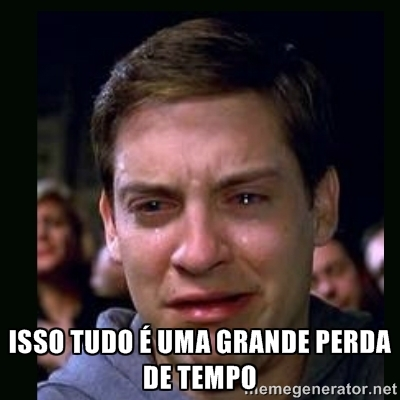 ISSO TUDO É UMA GRANDE PERDA
DE TEMPO
memegenerator.net